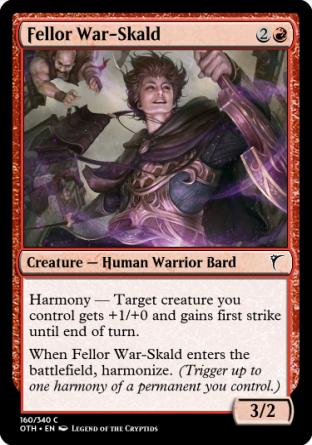 Fellor War-Skald 2
Creature — Human Warrior Bard
Harmony — Target creature you
control gets +1/+0 and gains first strike
until end of turn.
When Fellor War-Skald enters the
battlefield, harmonize. (Trigger up to
one harmony of a permanent you control.)
3/2
160/340 C
OTH • EN Legend of the Cryptids